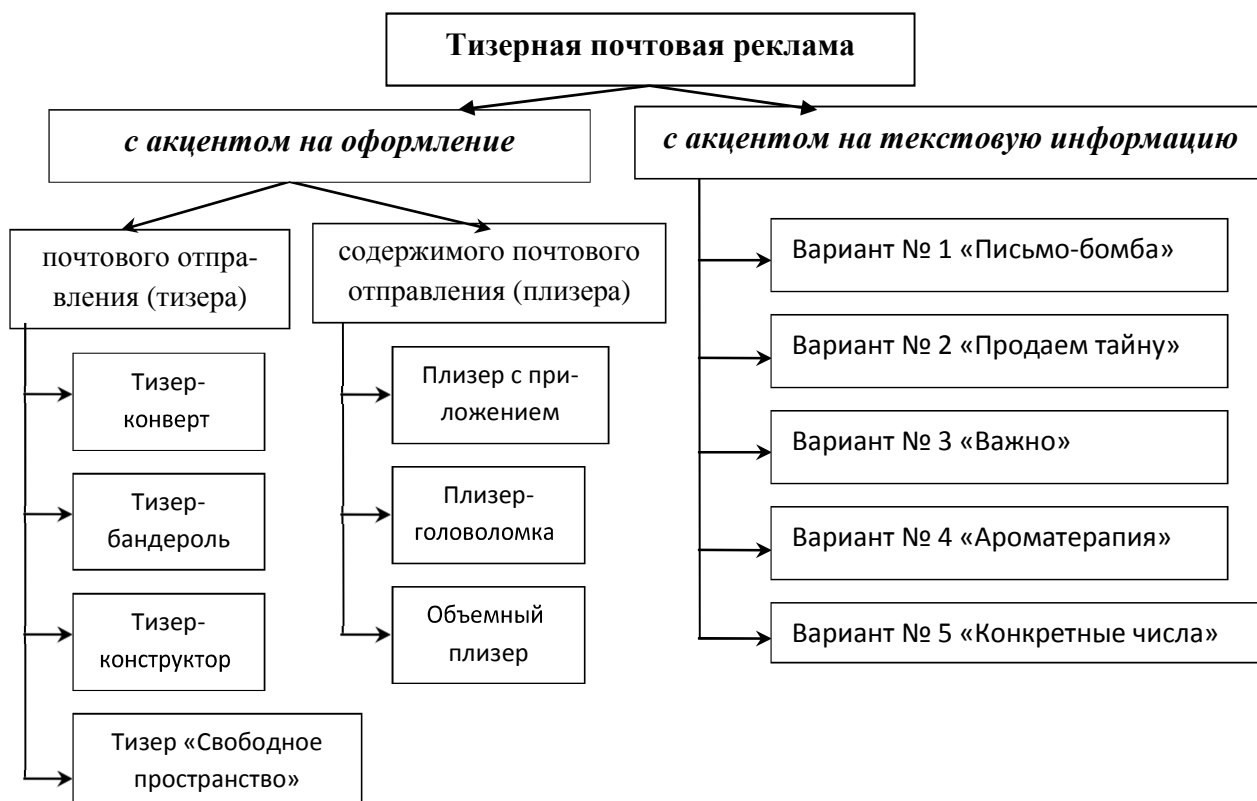 Тизерная почтовая реклама
с акцентом на оформление
с акцентом на текстовую информацию
почтового отпра-
вления (тизера)
содержимого почтового
отправления (плизера)
Тизер-
конверт
Тизер-
бандероль
Тизер-
конструктор
Тизер «Свободное
пространство»
Плизер с при-
ложением
Плизер-
головоломка
Объемный
плизер
Вариант № 1 «Письмо-бомба»
Вариант № 2 «Продаем тайну»
Вариант № 3 «Важно»
Вариант № 4 «Ароматерапия»
Вариант № 5 «Конкретные числа»